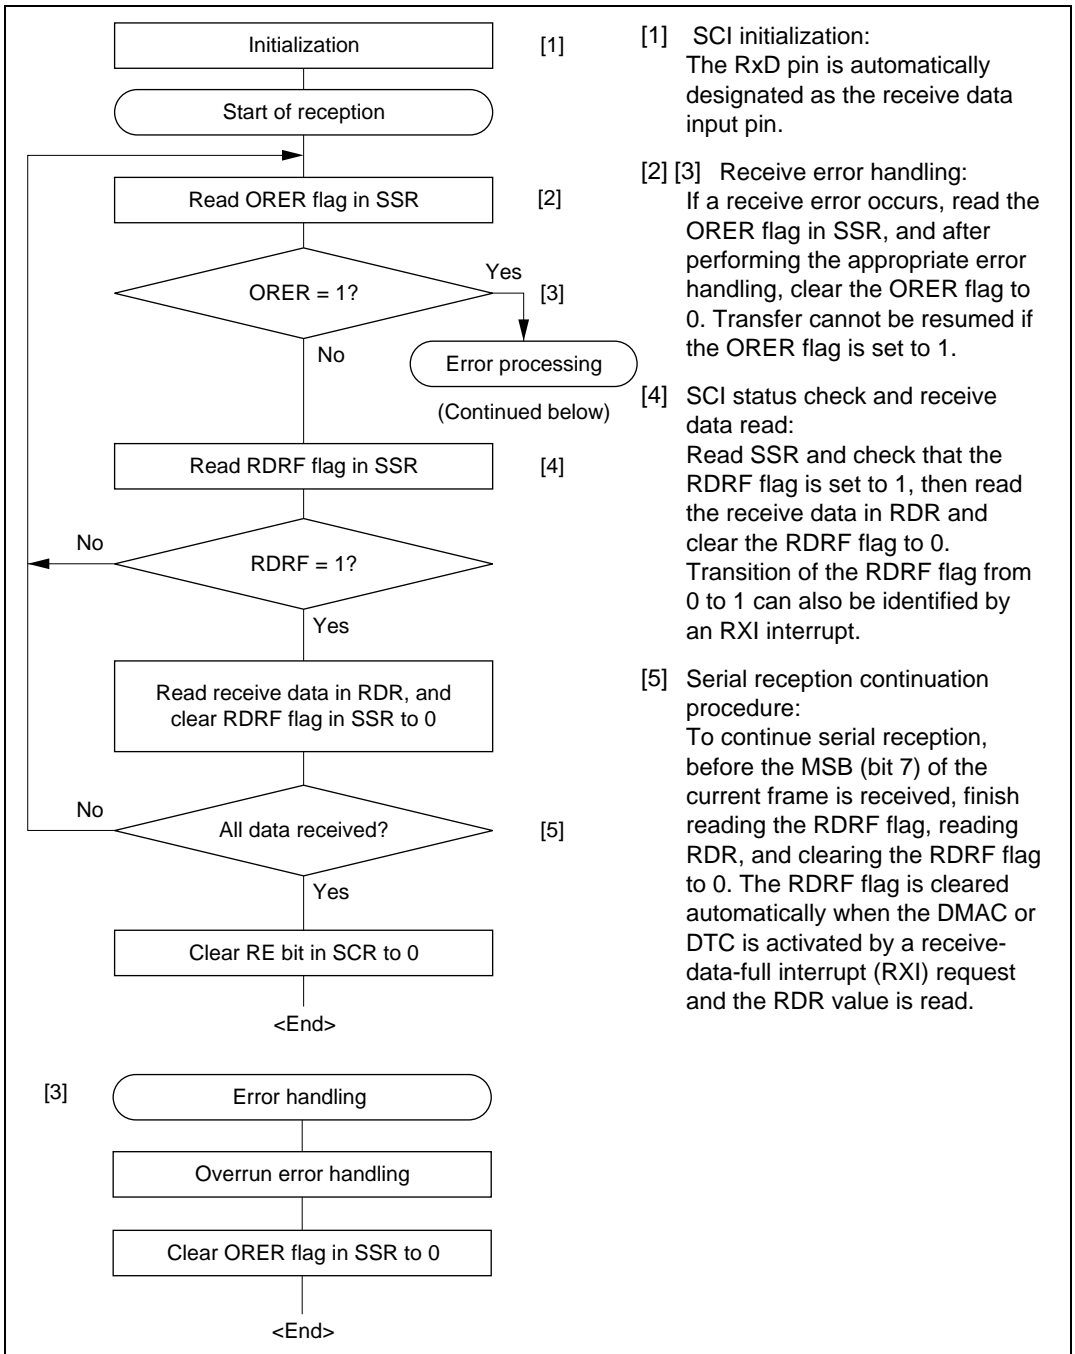 Initialization
[1]
Start of reception
Read ORER flag in SSR
[2]
ORER = 1?
Yes
[3]
No
Error processing
(Continued below)
Read RDRF flag in SSR
[4]
No
RDRF = 1?
Yes
Read receive data in RDR, and
clear RDRF flag in SSR to 0
No
All data received?
[5]
Yes
Clear RE bit in SCR to 0
<End>
[3]
Error handling
Overrun error handling
Clear ORER flag in SSR to 0
<End>
[1] SCI initialization:
The RxD pin is automatically
designated as the receive data
input pin.
[2] [3] Receive error handling:
If a receive error occurs, read the
ORER flag in SSR, and after
performing the appropriate error
handling, clear the ORER flag to
0. Transfer cannot be resumed if
the ORER flag is set to 1.
[4] SCI status check and receive
data read:
Read SSR and check that the
RDRF flag is set to 1, then read
the receive data in RDR and
clear the RDRF flag to 0.
Transition of the RDRF flag from
0 to 1 can also be identified by
an RXI interrupt.
[5] Serial reception continuation
procedure:
To continue serial reception,
before the MSB (bit 7) of the
current frame is received, finish
reading the RDRF flag, reading
RDR, and clearing the RDRF flag
to 0. The RDRF flag is cleared
automatically when the DMAC or
DTC is activated by a receive-
data-full interrupt (RXI) request
and the RDR value is read.